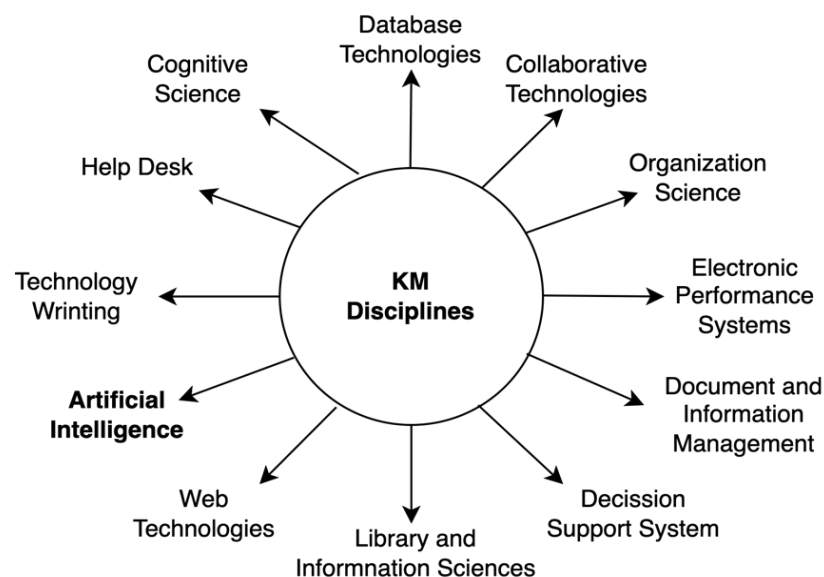 Database
Technologies
Cognitive
Science
Collaborative
Technologies
Help Desk
Organization
Science
Technology
Wrinting
KM
Disciplines
Electronic
Performance
Systems
Artificial
Intelligence
Document and
Information
Management
Web
Technologies
Decission
Support System
Library and
Informnation Sciences